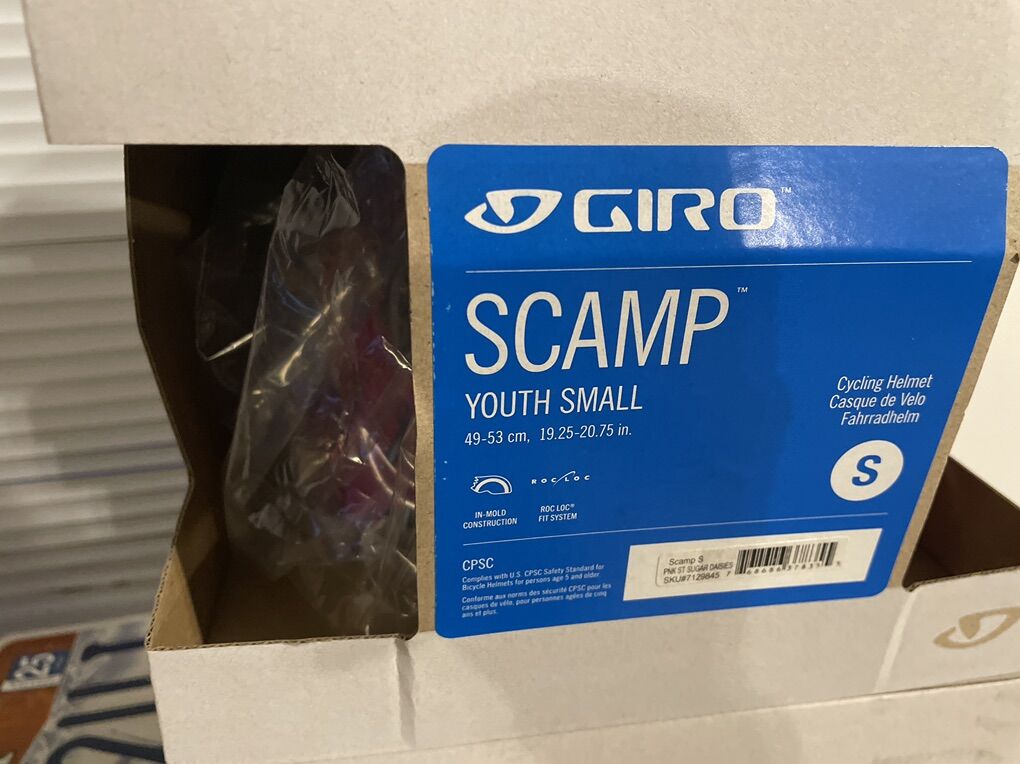 GIRO™
SCAMP™
YOUTH SMALL
49-53 cm, 19.25-20.75 in.
Cycling Helmet
Casque de Velo
Fahrradhelm
S
ROC LOC
IN-MOLD
CONSTRUCTION
ROC LOC®
FIT SYSTEM
CPSC
Complies with U.S. CPSC Safety Standard for
Bicycle Helmets for persons age 5 and older.
Conforme aux normes des sécurité CPSC pour les
casques de vélo, pour personnes agées de cinq
ans et plus.
Scamp S
PNK ST SUGAR DAISIES
SKU#7129845
25